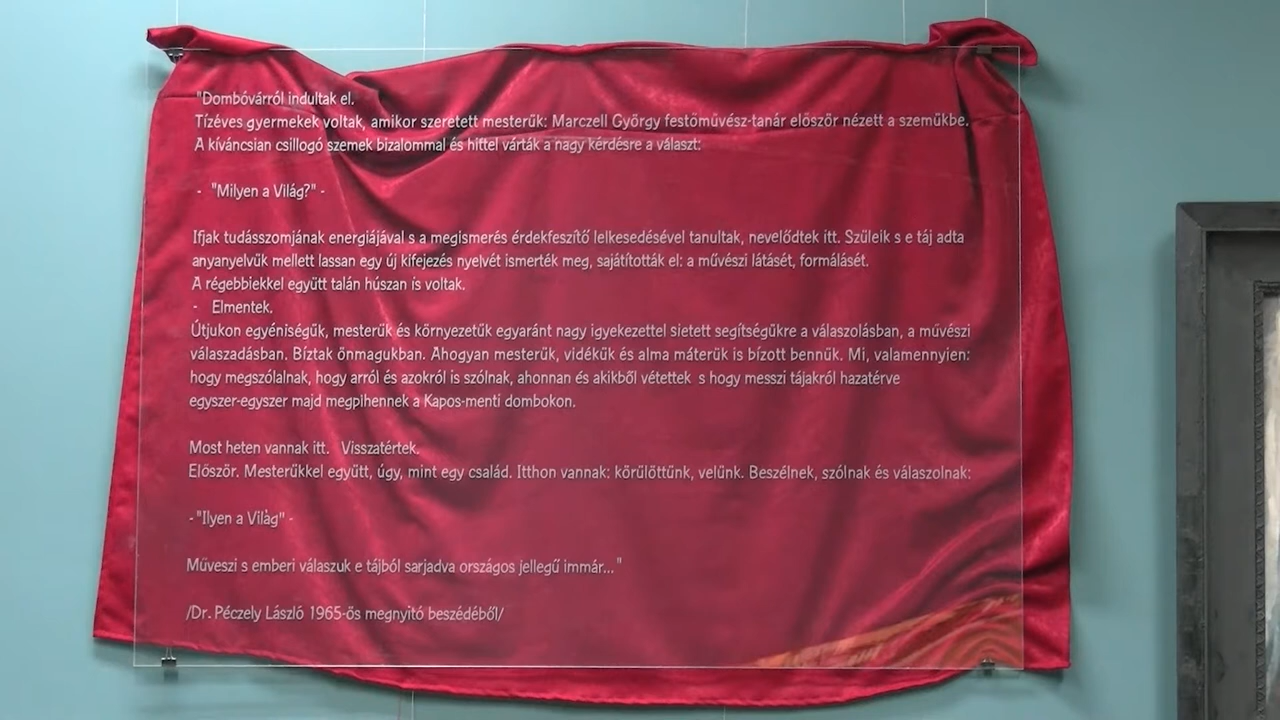 "Dombóvárról indultak el.
Tízéves gyermekek voltak, amikor szeretett mesterük: Marczell György festőművész-tanár először nézett a szemükbe.
A kíváncsian csillogó szemek bizalommal és hittel várták a nagy kérdésre a választ:
- "Milyen a Világ?" -
Ifjak tudásszomjának energiájával s a megismerés érdekfeszítő lelkesedésével tanultak, nevelődtek itt. Szüleik s e táj adta
anyanyelvük mellett lassan egy új kifejezés nyelvét ismerték meg, sajátították el: a művészi látásét, formálásét.
A régebbiekkel együtt talán húszan is voltak.
- Elmentek.
Útjukon egyéniségük, mesterük és környezetük egyaránt nagy igyekezettel sietett segítségükre a válaszolásban, a művészi
válaszadásban. Bíztak önmagukban. Ahogyan mesterük, vidékük és alma máterük is bízott bennük. Mi, valamennyien:
hogy megszólalnak, hogy arról és azokról is szólnak, ahonnan és akikből vétettek s hogy messzi tájakról hazatérve
egyszer-egyszer majd megpihennek a Kapos-menti dombokon.
Most heten vannak itt. Visszatértek.
Először. Mesterükkel együtt, úgy, mint egy család. Itthon vannak: körülöttünk, velünk. Beszélnek, szólnak és válaszolnak:
- "Ilyen a Világ" -
Műveszi s emberi válaszuk e tájból sarjadva országos jellegű immár..."
/Dr. Péczely László 1965-ös megnyitó beszédéből/